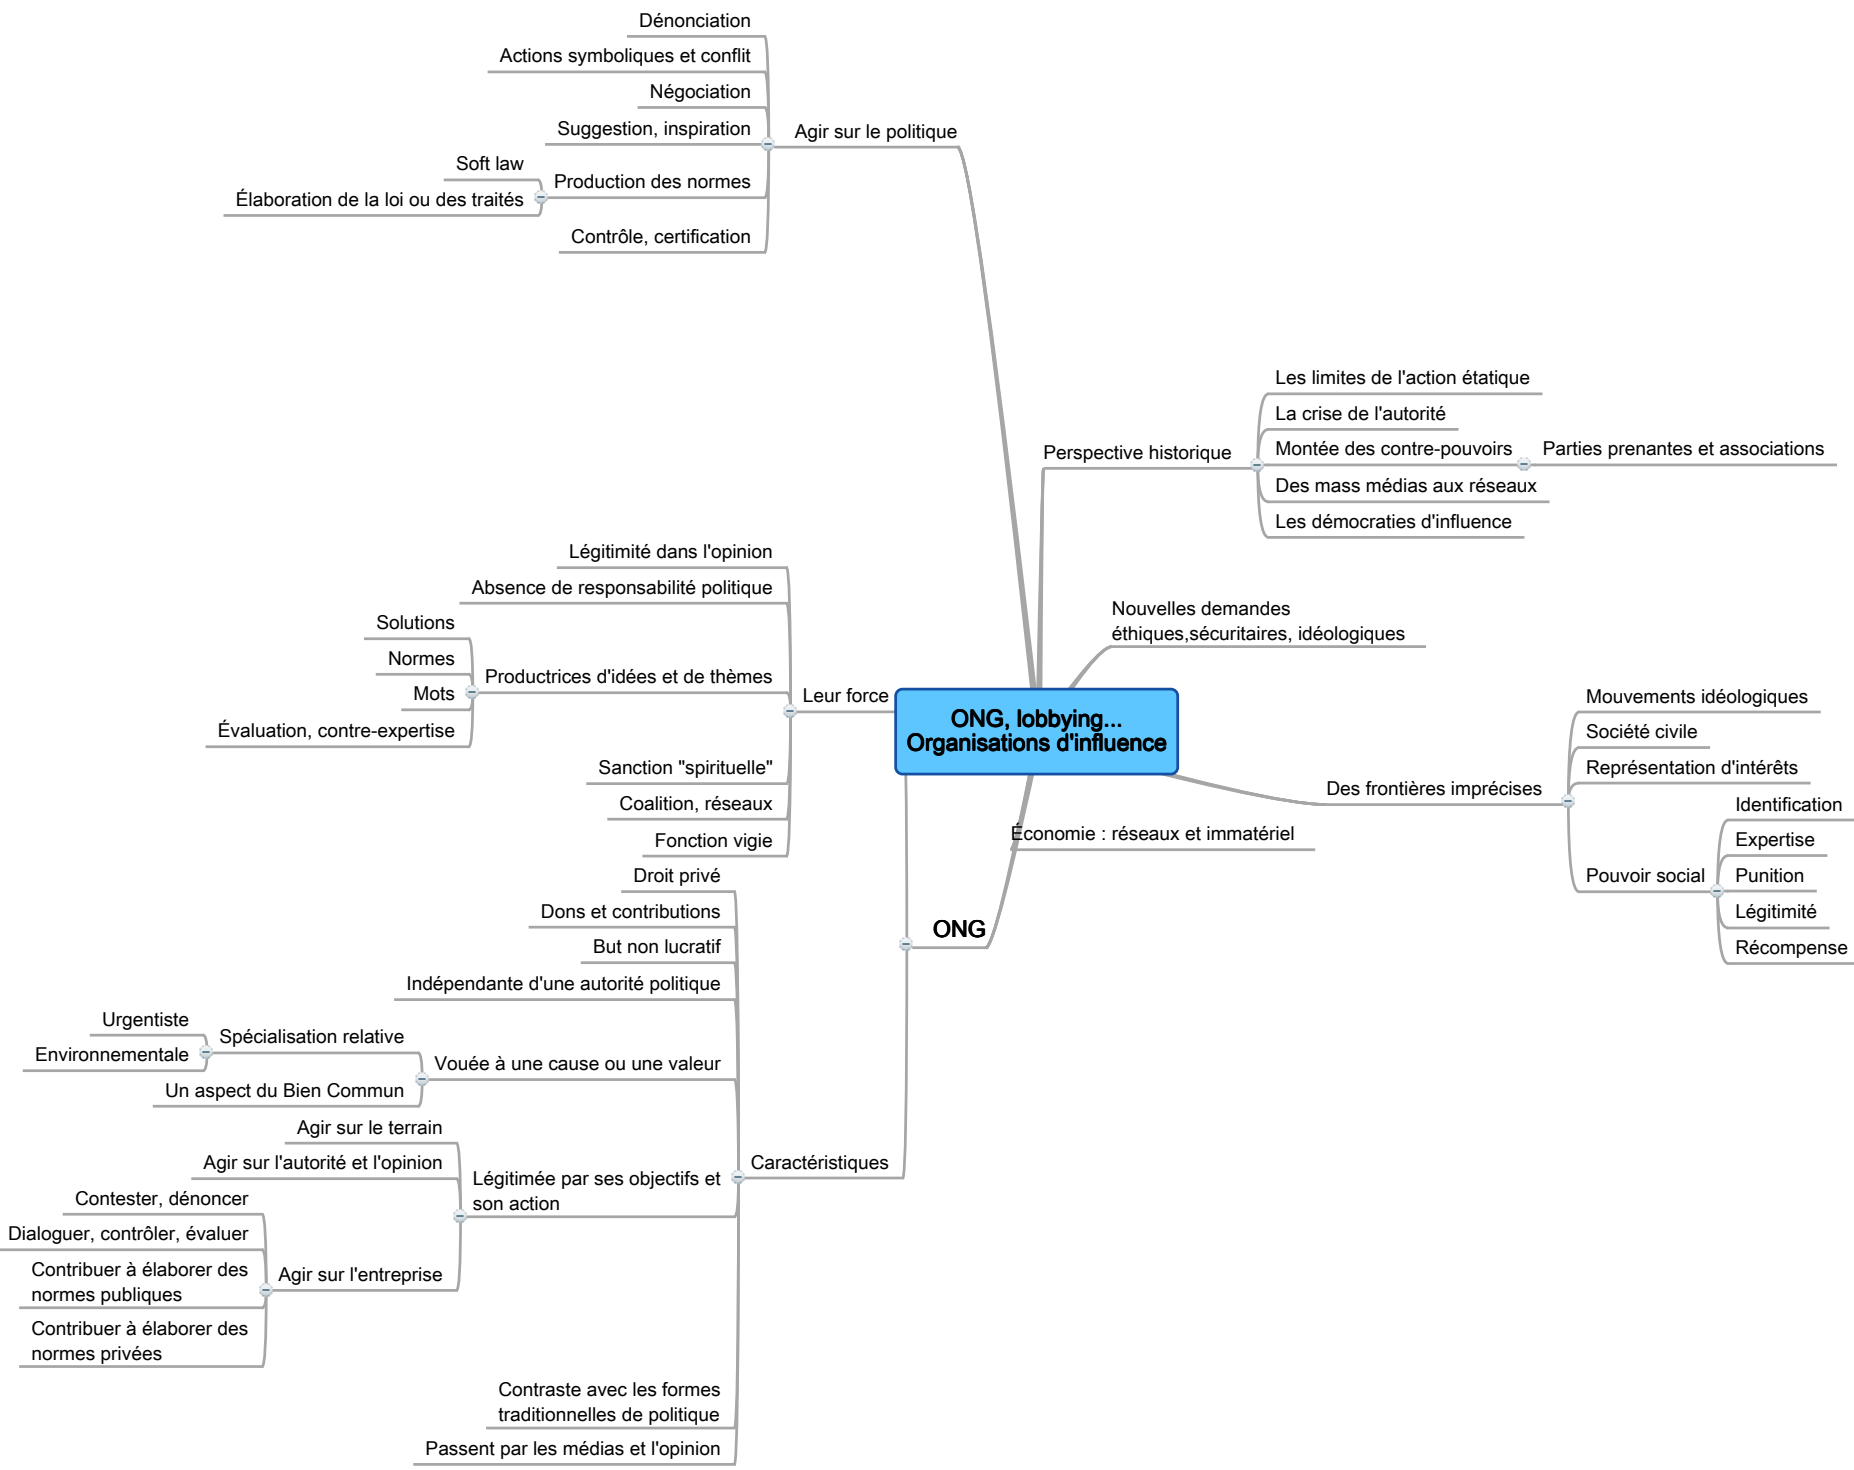 Dénonciation
Actions symboliques et conflit
Négociation
Suggestion, inspiration
Soft law
Élaboration de la loi ou des traités
Production des normes
Contrôle, certification
Agir sur le politique
Les limites de l'action étatique
La crise de l'autorité
Montée des contre-pouvoirs
Parties prenantes et associations
Des mass médias aux réseaux
Les démocraties d'influence
Perspective historique
Nouvelles demandes
éthiques,sécuritaires, idéologiques
Légitimité dans l'opinion
Absence de responsabilité politique
Solutions
Normes
Mots
Évaluation, contre-expertise
Productrices d'idées et de thèmes
Sanction "spirituelle"
Coalition, réseaux
Fonction vigie
Leur force
ONG, lobbying...
Organisations d'influence
Des frontières imprécises
Mouvements idéologiques
Société civile
Représentation d'intérêts
Pouvoir social
Identification
Expertise
Punition
Légitimité
Récompense
Économie : réseaux et immatériel
ONG
Droit privé
Dons et contributions
But non lucratif
Indépendante d'une autorité politique
Urgentiste
Environnementale
Spécialisation relative
Un aspect du Bien Commun
Vouée à une cause ou une valeur
Agir sur le terrain
Agir sur l'autorité et l'opinion
Contester, dénoncer
Dialoguer, contrôler, évaluer
Contribuer à élaborer des
normes publiques
Contribuer à élaborer des
normes privées
Agir sur l'entreprise
Légitimée par ses objectifs et
son action
Caractéristiques
Contraste avec les formes
traditionnelles de politique
Passent par les médias et l'opinion